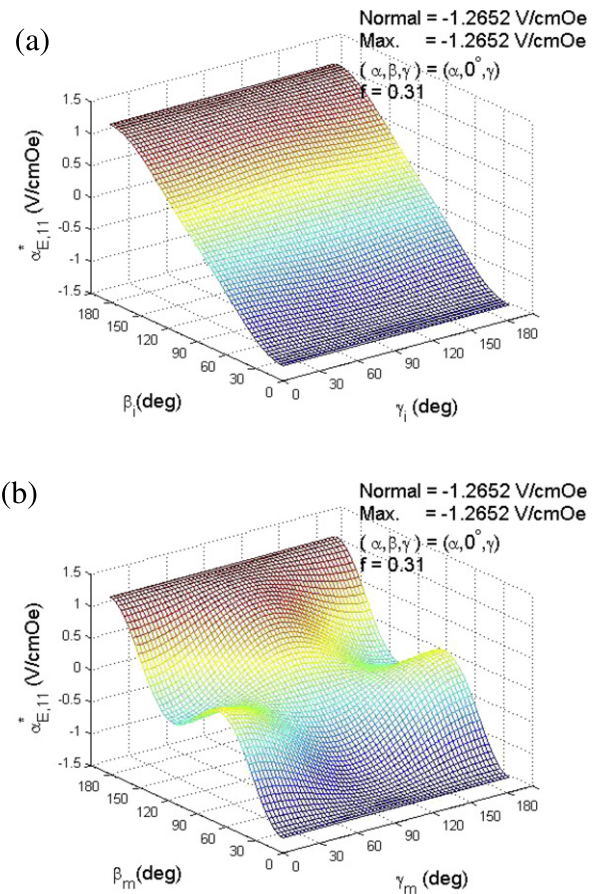 (a)
Normal = -1.2652 V/cmOe
Max. = -1.2652 V/cmOe
( α,β,γ ) = (α,0°,γ)
f = 0.31
1.5
1
0.5
0
-0.5
-1
-1.5
α*E,11 (V/cmOe)
180
150
120
90
60
30
0
βi(deg)
0
30
60
90
120
150
180
γi (deg)
(b)
Normal = -1.2652 V/cmOe
Max. = -1.2652 V/cmOe
( α,β,γ ) = (α,0°,γ)
f = 0.31
1.5
1
0.5
0
-0.5
-1
-1.5
α*E,11 (V/cmOe)
180
150
120
90
60
30
0
βm(deg)
0
30
60
90
120
150
180
γm (deg)